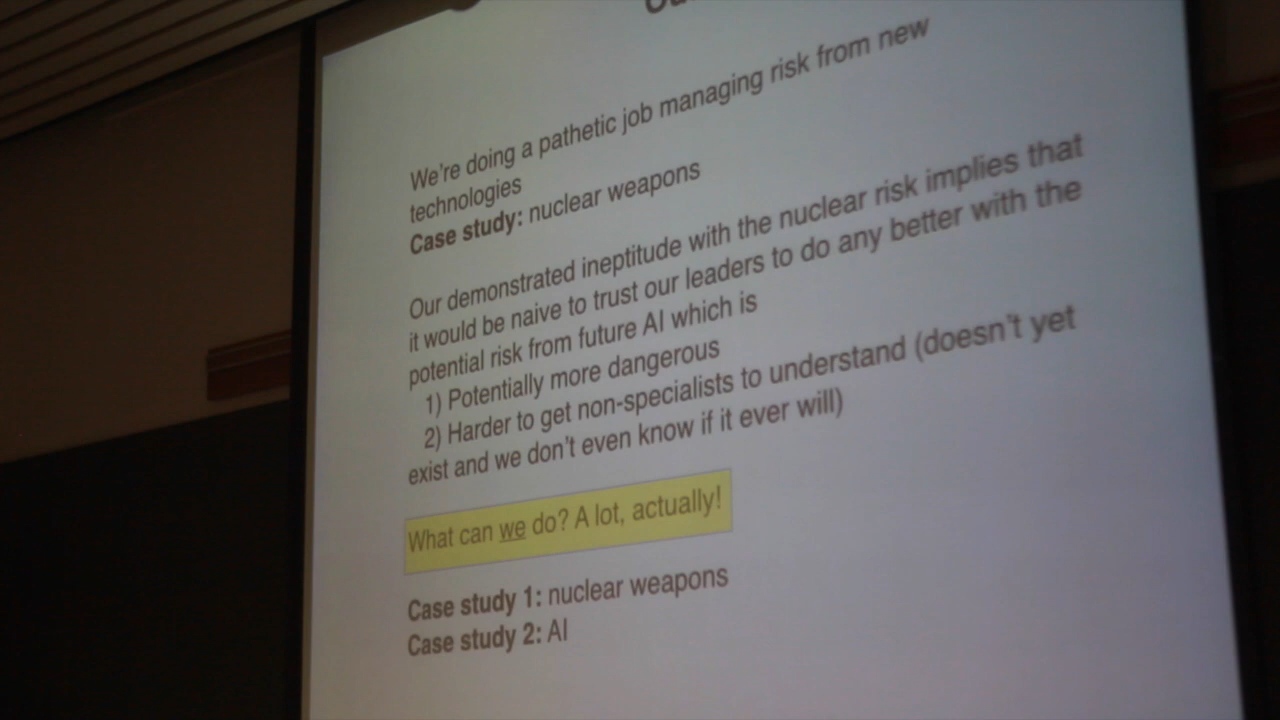 We're doing a pathetic job managing risk from new
technologies
Case study: nuclear weapons
Our demonstrated ineptitude with the nuclear risk implies that
it would be naive to trust our leaders to do any better with the
potential risk from future AI which is
1) Potentially more dangerous
2) Harder to get non-specialists to understand (doesn't yet
exist and we don't even know if it ever will)
What can we do? A lot, actually!
Case study 1: nuclear weapons
Case study 2: AI